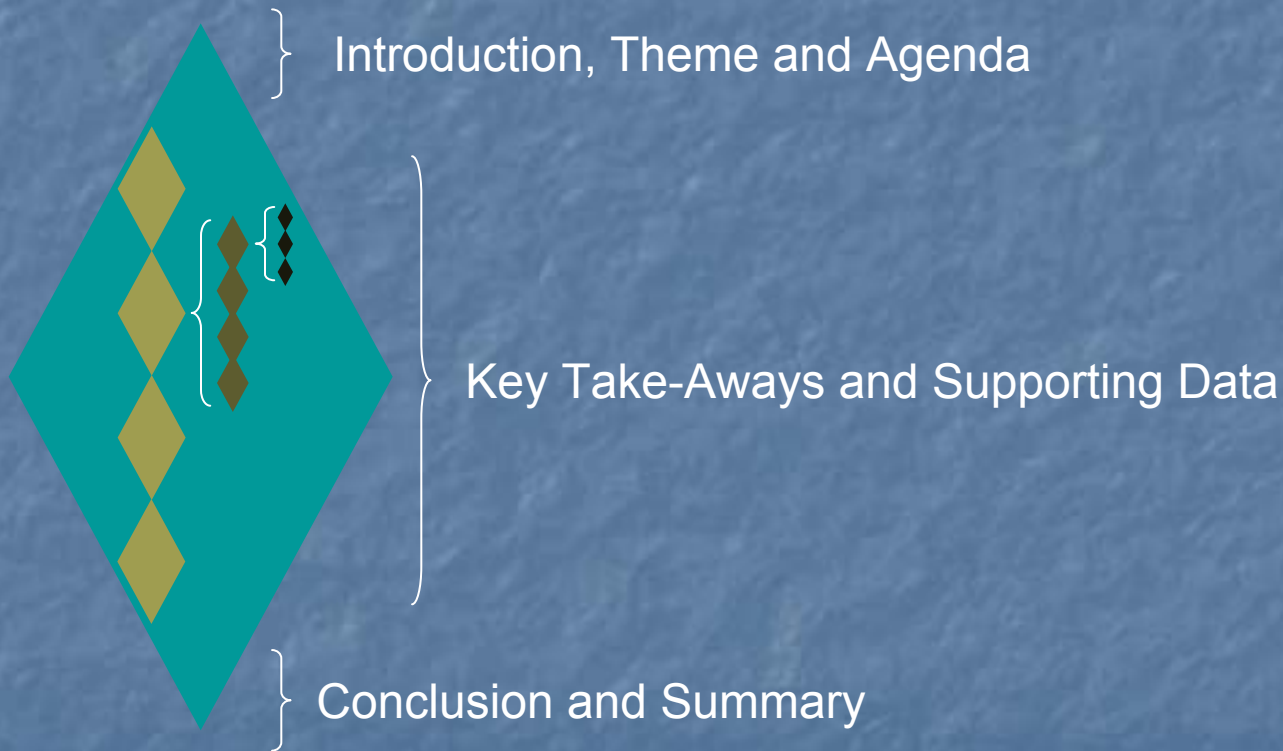 Introduction, Theme and Agenda
Key Take-Aways and Supporting Data
Conclusion and Summary